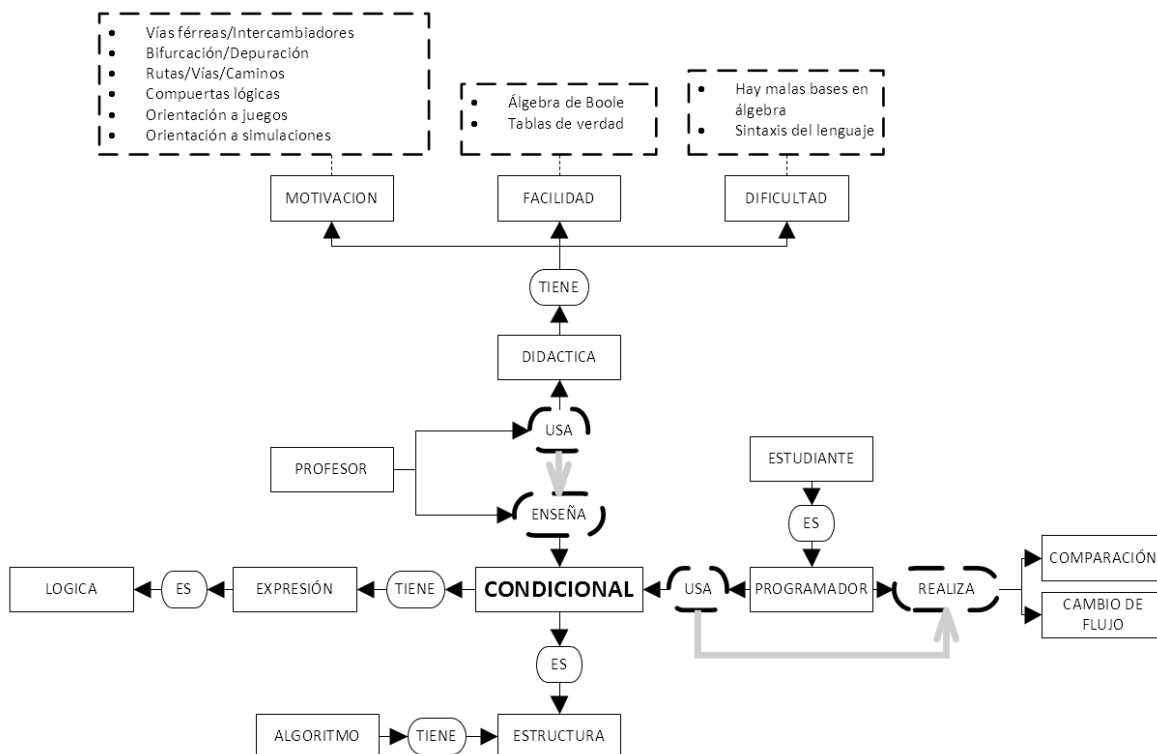 • Vías férreas/Intercambiadores
• Bifurcación/Depuración
• Rutas/Vías/Caminos
• Compuertas lógicas
• Orientación a juegos
• Orientación a simulaciones
• Álgebra de Boole
• Tablas de verdad
• Hay malas bases en
álgebra
• Sintaxis del lenguaje
MOTIVACION
FACILIDAD
DIFICULTAD
TIENE
DIDACTICA
USA
PROFESOR
ESTUDIANTE
ENSEÑA
ES
LOGICA
ES
EXPRESIÓN
TIENE
CONDICIONAL
USA
PROGRAMADOR
REALIZA
COMPARACIÓN
CAMBIO DE
FLUJO
ES
ALGORITMO
TIENE
ESTRUCTURA